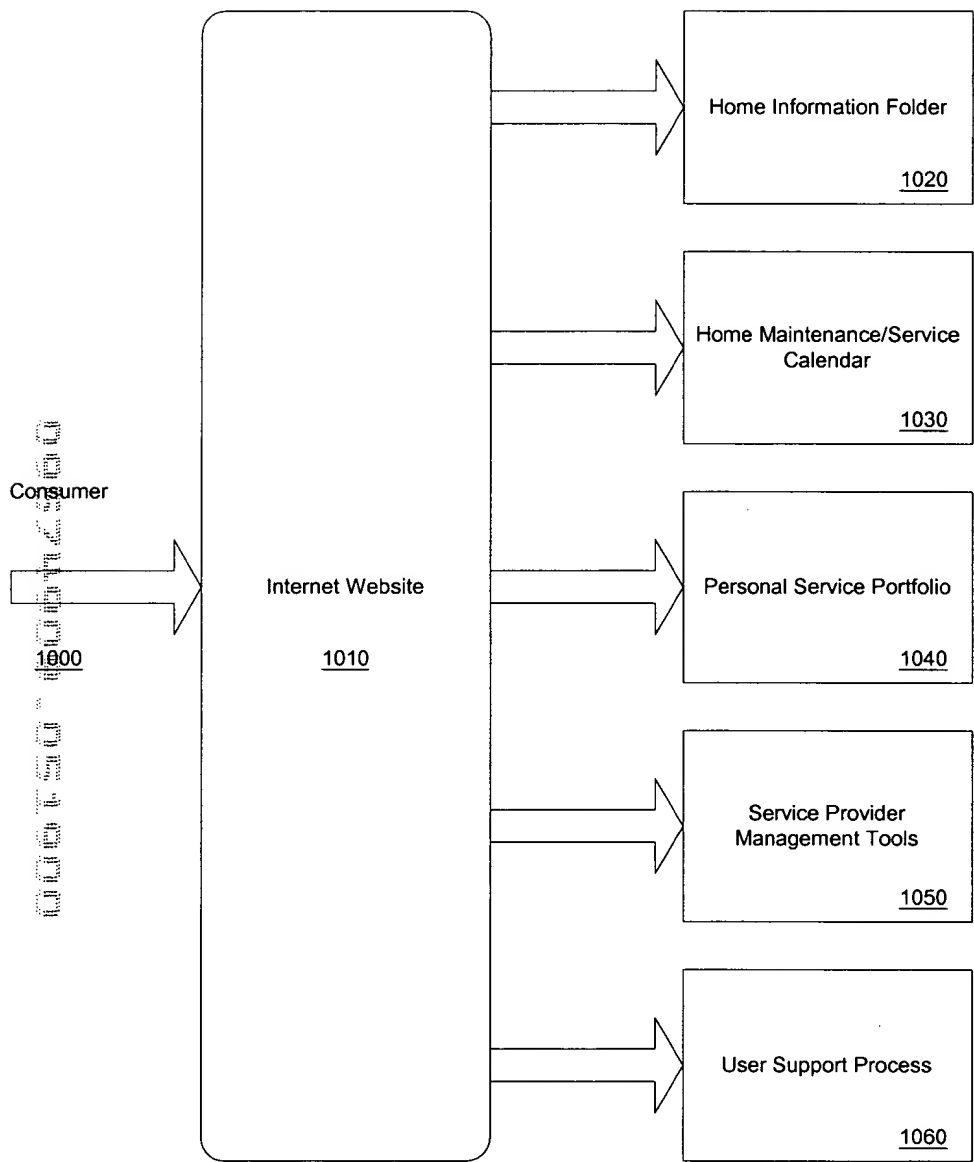 Home Information Folder
1020
Home Maintenance/Service
Calendar
1030
Consumer
1000
Internet Website
1010
Personal Service Portfolio
1040
Service Provider
Management Tools
1050
User Support Process
1060